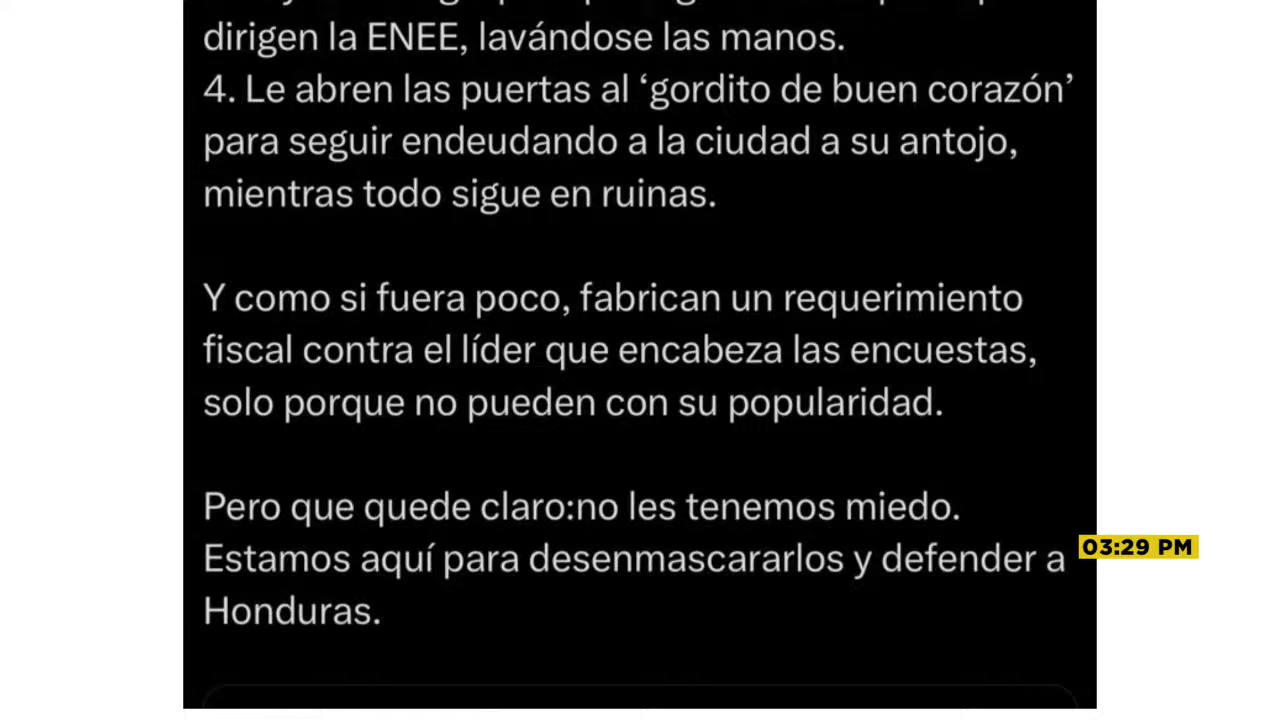 dirigen la ENEE, lavándose las manos.
4. Le abren las puertas al ‘gordito de buen corazón’
para seguir endeudando a la ciudad a su antojo,
mientras todo sigue en ruinas.
Y como si fuera poco, fabrican un requerimiento
fiscal contra el líder que encabeza las encuestas,
solo porque no pueden con su popularidad.
Pero que quede claro:no les tenemos miedo.
Estamos aquí para desenmascararlos y defender a
Honduras.
03:29 PM